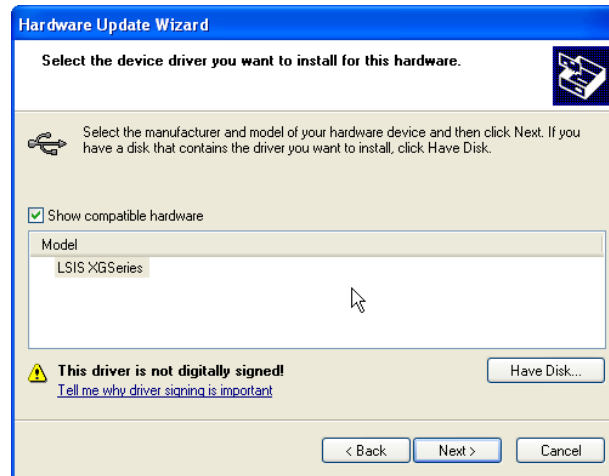 Hardware Update Wizard
Select the device driver you want to install for this hardware.
Select the manufacturer and model of your hardware device and then click Next. If you
have a disk that contains the driver you want to install, click Have Disk.
Show compatible hardware
Model
LSIS XGSeries
This driver is not digitally signed!
Have Disk...
Tell me why driver signing is important
< Back
Next >
Cancel